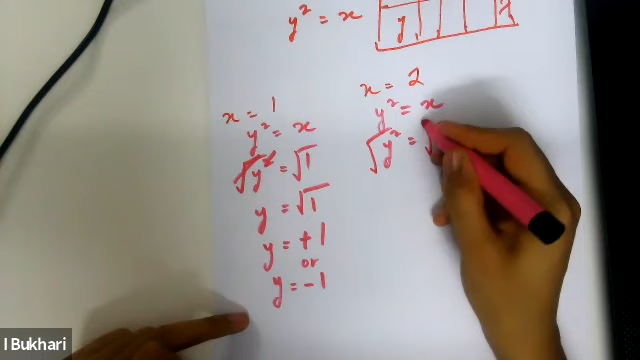 y² = x
y
x = 1
y² = x
√y² = √1
y = √1
y = +1
or
y = -1
x = 2
y² = x
√y² = √
I Bukhari